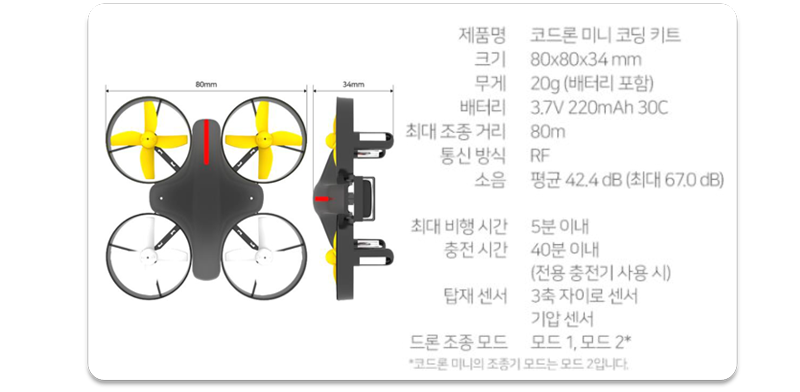 80mm
34mm
제품명 코드론 미니 코딩 키트
크기 80x80x34 mm
무게 20g (배터리 포함)
배터리 3.7V 220mAh 30C
최대 조종 거리 80m
통신 방식 RF
소음 평균 42.4 dB (최대 67.0 dB)
최대 비행 시간 5분 이내
충전 시간 40분 이내
(전용 충전기 사용 시)
탑재 센서 3축 자이로 센서
기압 센서
드론 조종 모드 모드 1, 모드 2*
*코드론 미니의 조종기 모드는 모드 2입니다.